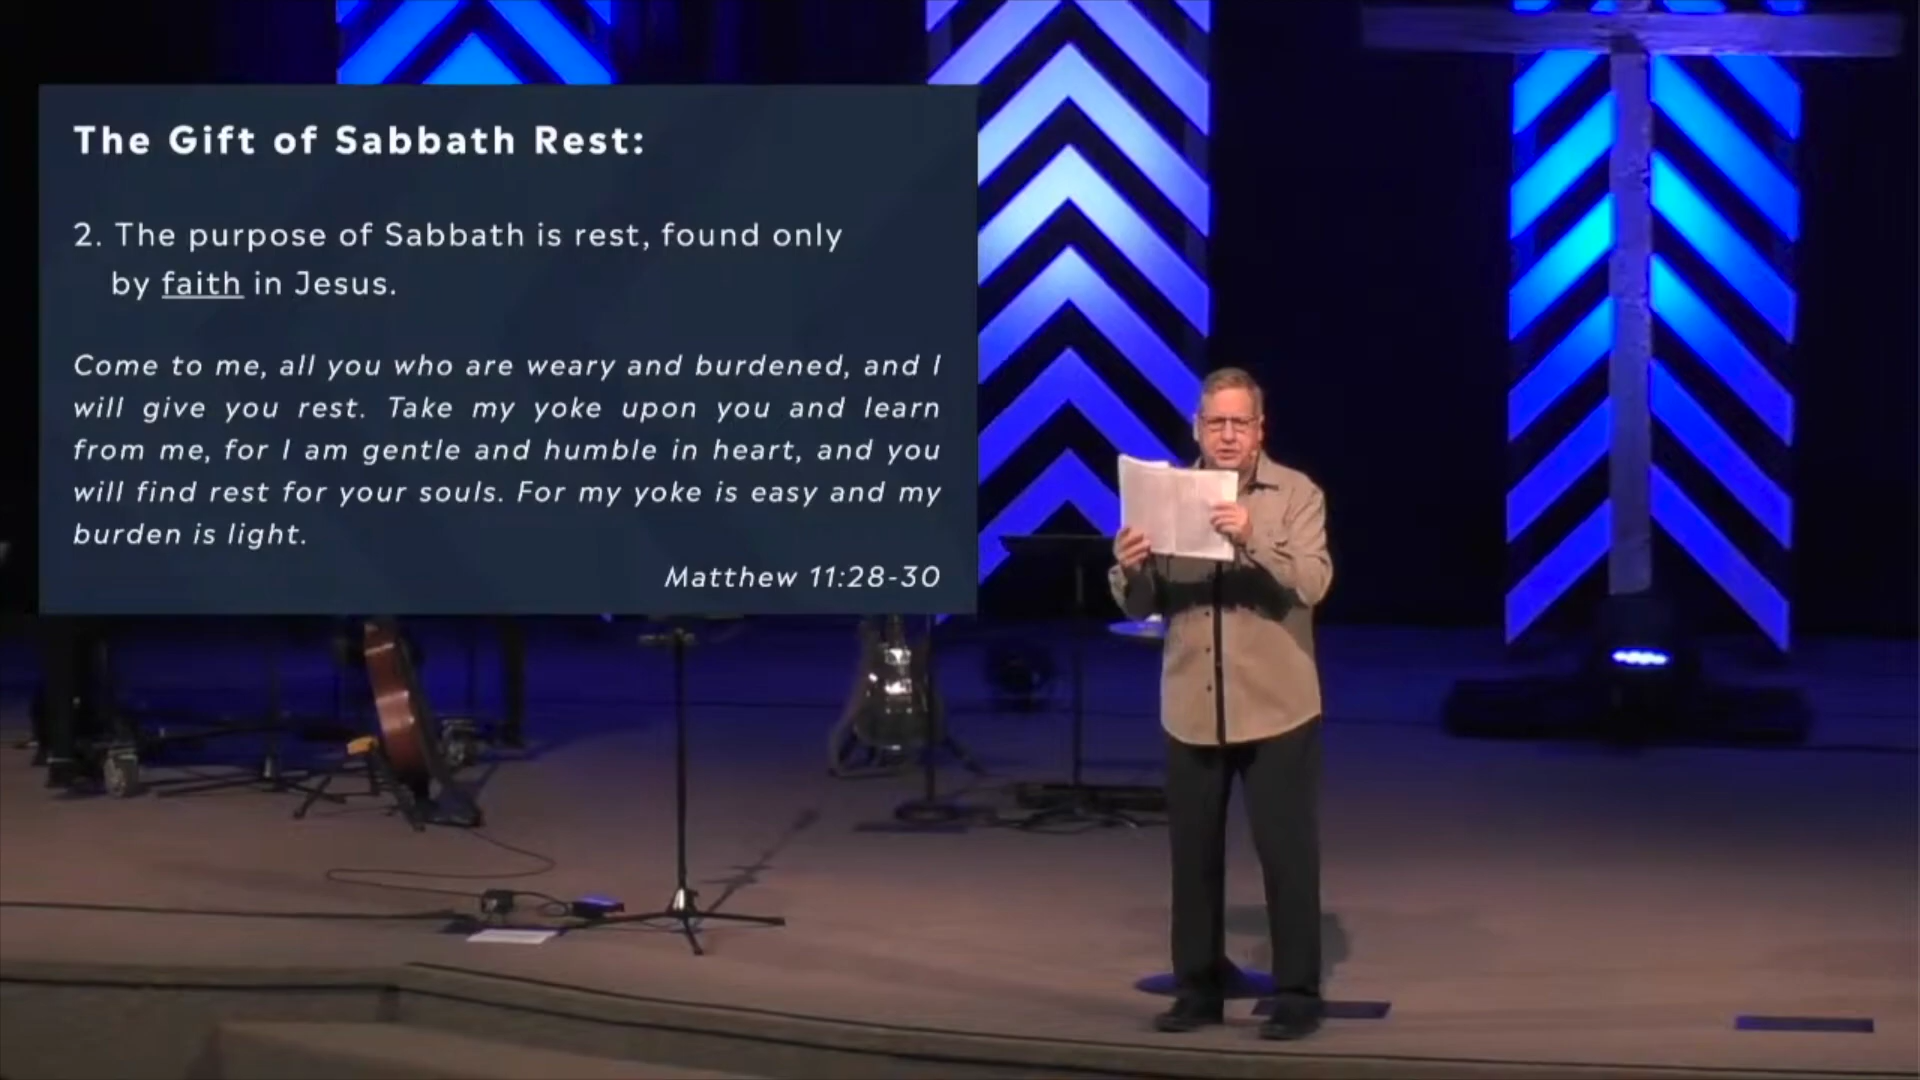 The Gift of Sabbath Rest:
2. The purpose of Sabbath is rest, found only
by faith in Jesus.
Come to me, all you who are weary and burdened, and I
will give you rest. Take my yoke upon you and learn
from me, for I am gentle and humble in heart, and you
will find rest for your souls. For my yoke is easy and my
burden is light.
Matthew 11:28-30